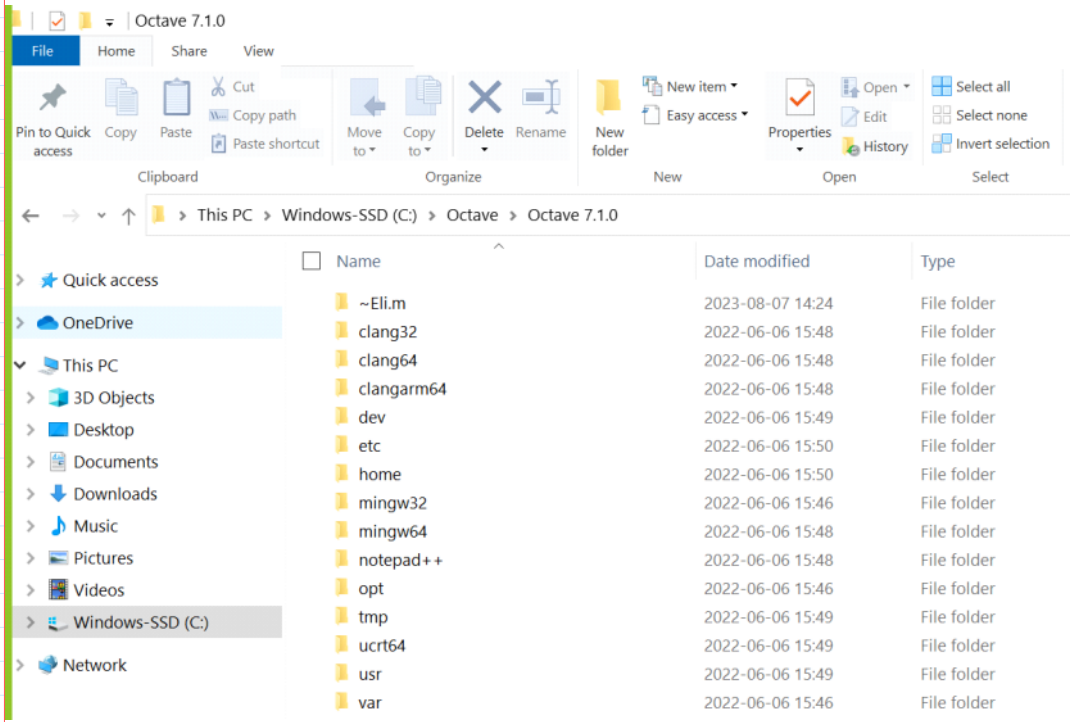 Octave 7.1.0
File Home Share View
Pin to Quick access
Copy
Paste
Cut
Copy path
Paste shortcut
Clipboard
Move to
Copy to
Delete
Rename
Organize
New folder
New item
Easy access
New
Properties
Open
Edit
History
Open
Select all
Select none
Invert selection
Select
This PC > Windows-SSD (C:) > Octave > Octave 7.1.0
Quick access
OneDrive
This PC
3D Objects
Desktop
Documents
Downloads
Music
Pictures
Videos
Windows-SSD (C:)
Network
Name Date modified Type
~Eli.m 2023-08-07 14:24 File folder
clang32 2022-06-06 15:48 File folder
clang64 2022-06-06 15:48 File folder
clangarm64 2022-06-06 15:48 File folder
dev 2022-06-06 15:49 File folder
etc 2022-06-06 15:50 File folder
home 2022-06-06 15:50 File folder
mingw32 2022-06-06 15:46 File folder
mingw64 2022-06-06 15:48 File folder
notepad++ 2022-06-06 15:48 File folder
opt 2022-06-06 15:46 File folder
tmp 2022-06-06 15:49 File folder
ucrt64 2022-06-06 15:49 File folder
usr 2022-06-06 15:49 File folder
var 2022-06-06 15:46 File folder